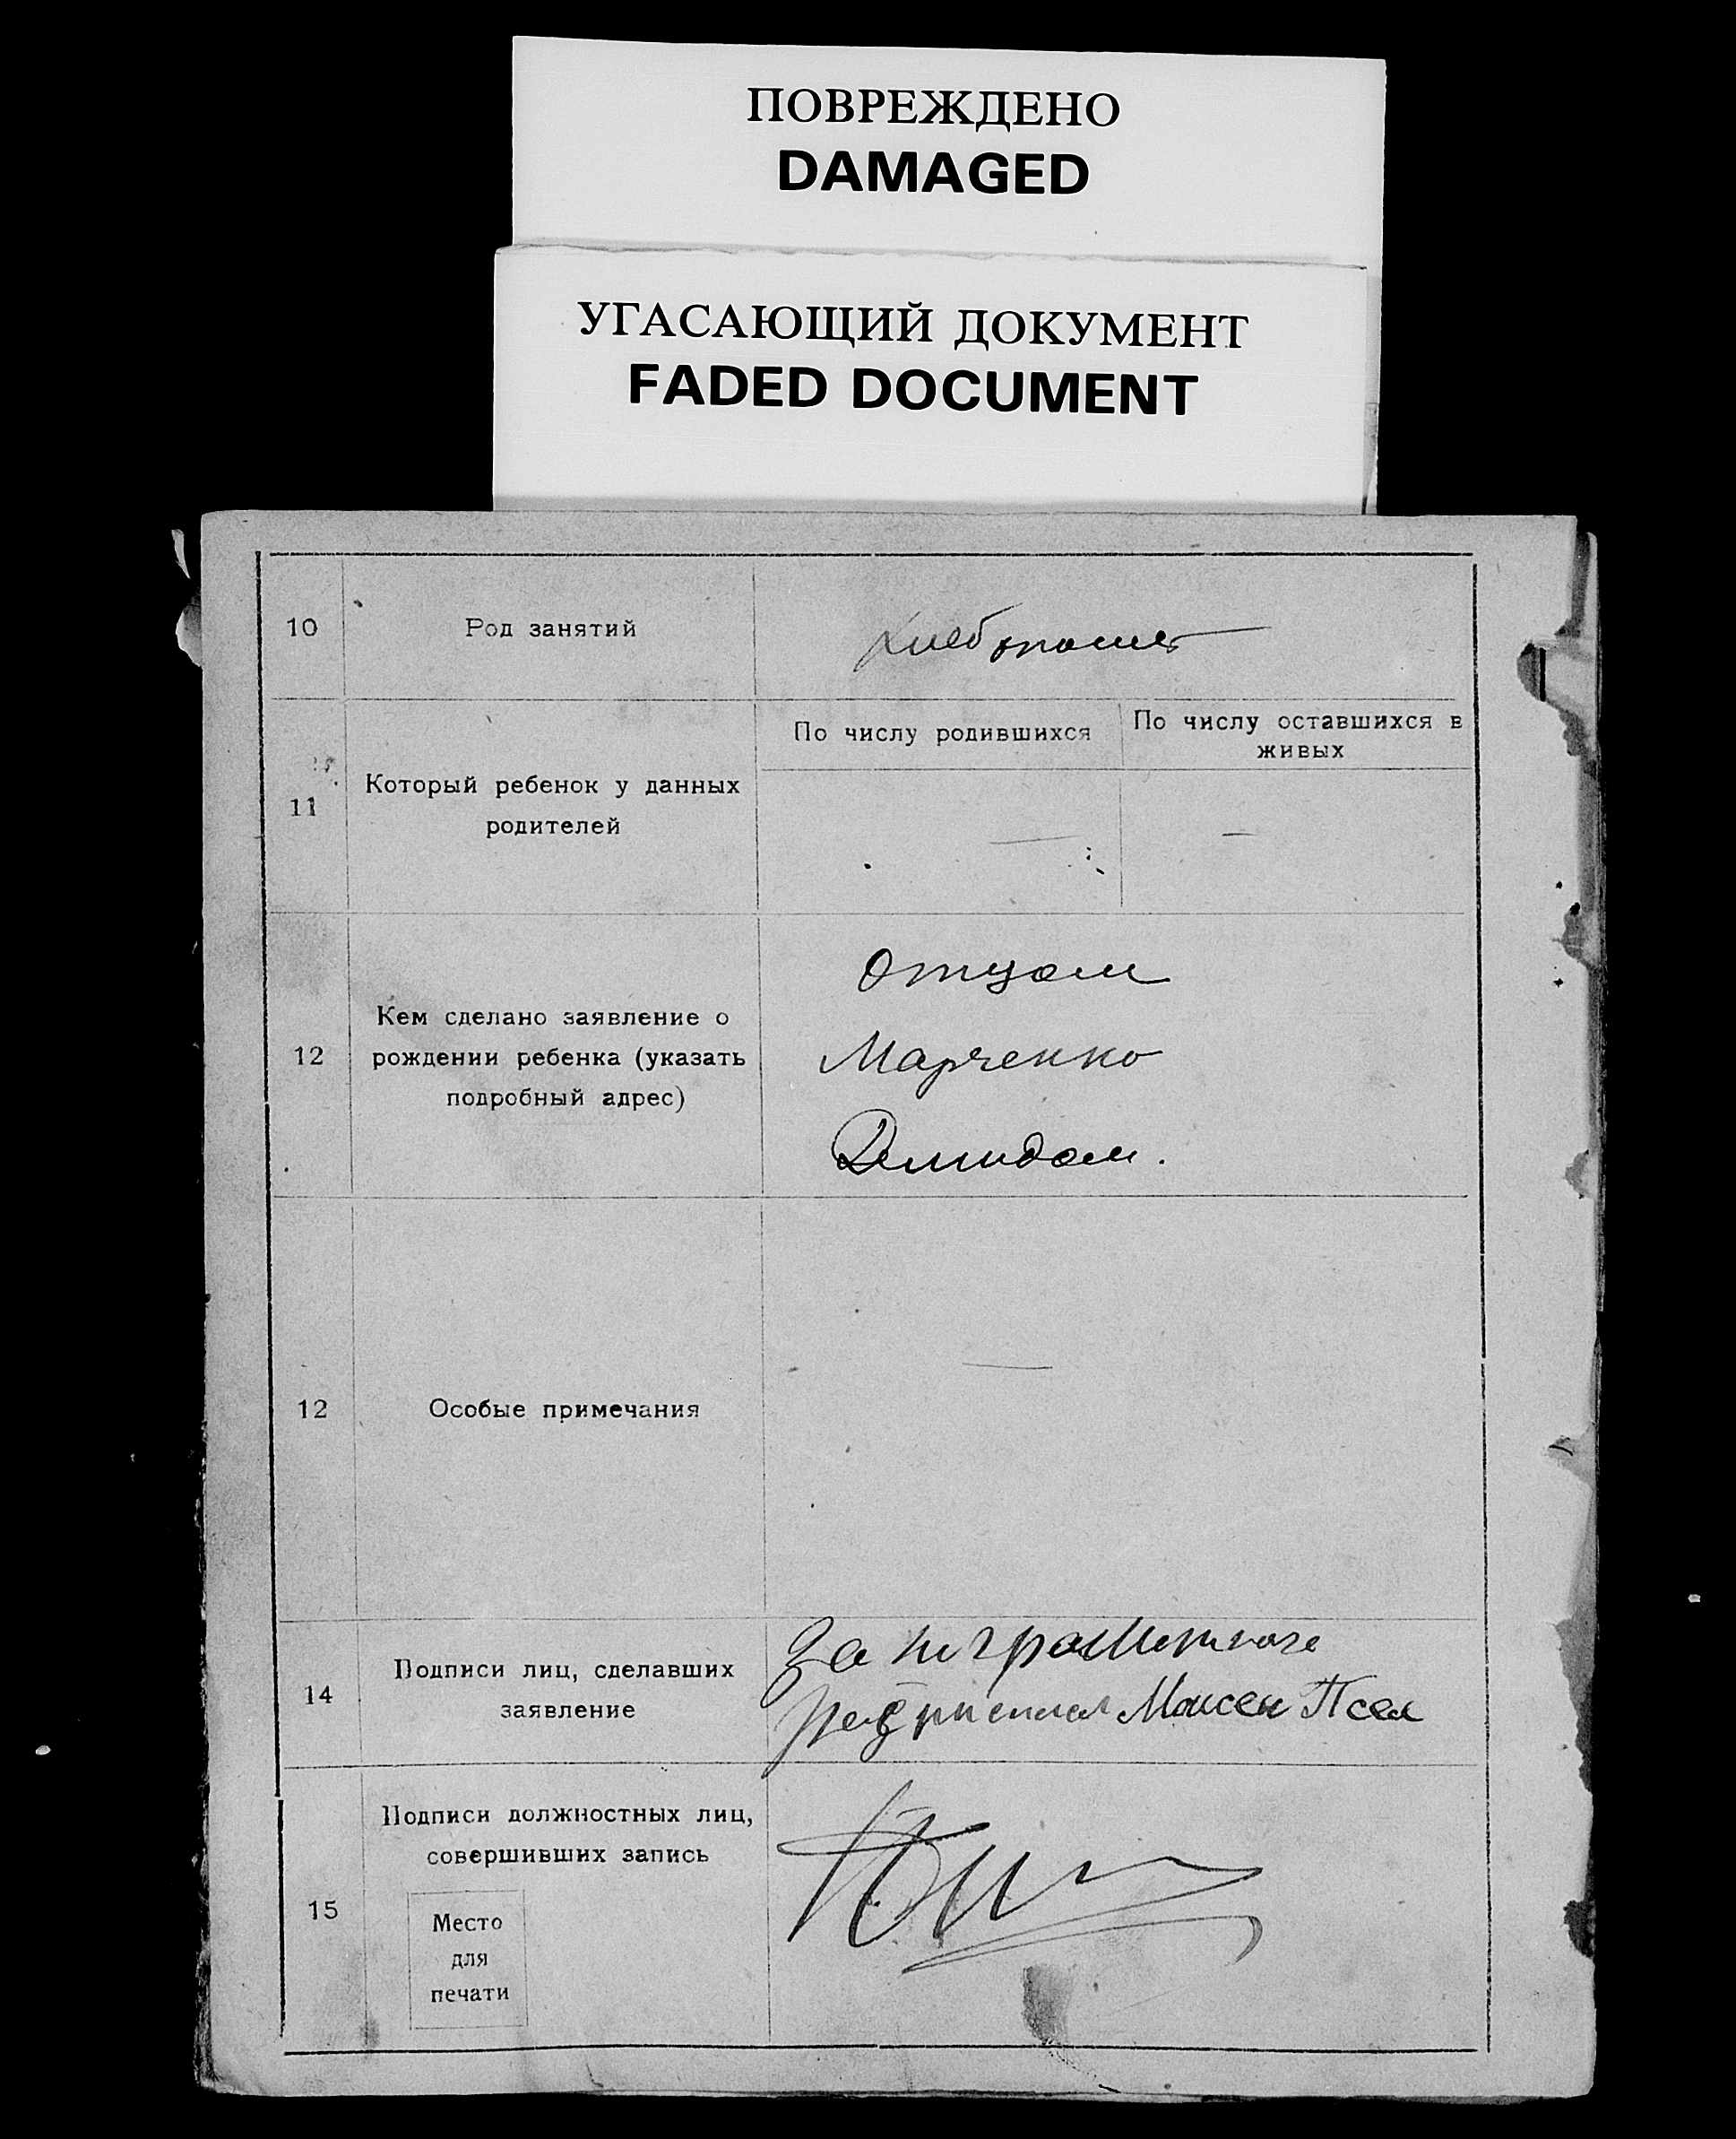 ПОВРЕЖДЕНО
DAMAGED
УГАСАЮЩИЙ ДОКУМЕНТ
FADED DOCUMENT
10
Род занятий
хлебопашец
11
Который ребенок у данных
родителей
По числу родившихся
По числу оставшихся в
живых
—
—
12
Кем сделано заявление о
рождении ребенка (указать
подробный адрес)
Отцом
Марченко
Демидом.
12
Особые примечания
—
14
Подписи лиц, сделавших
заявление
За неграмотного
Моисей Псел
15
Подписи должностных лиц,
совершивших запись
Место
для
печати